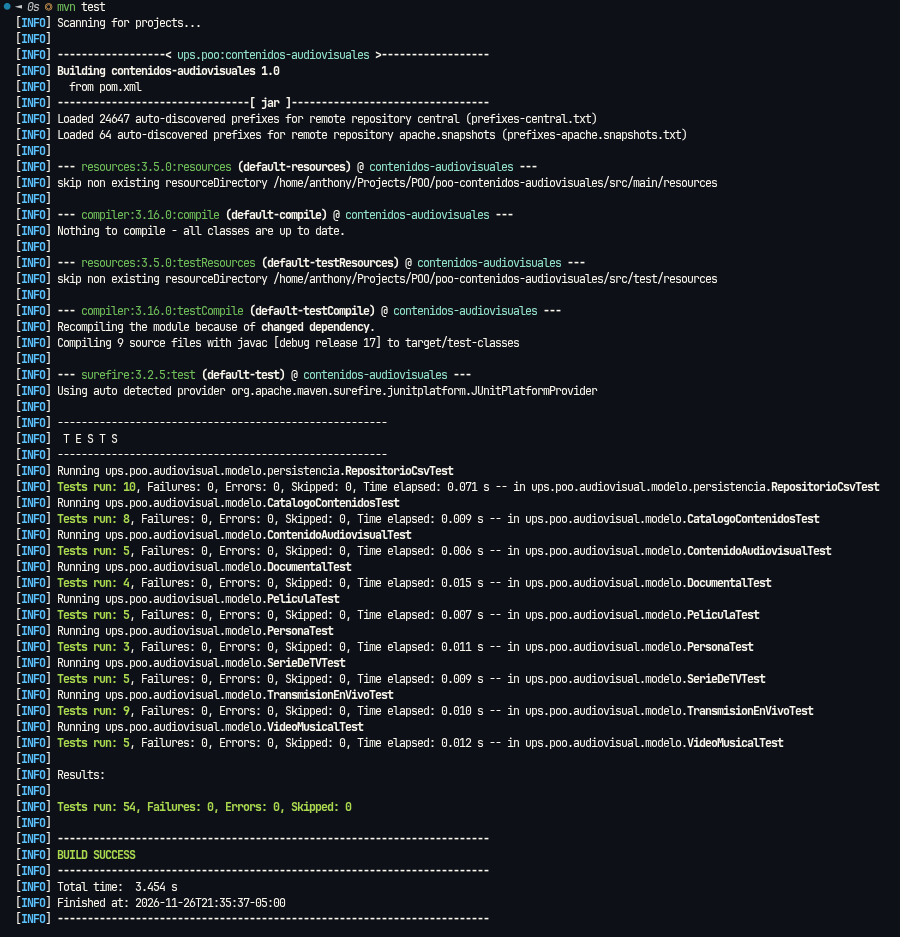 0s mvn test
[INFO] Scanning for projects...
[INFO]
[INFO] ------------------< ups.poo:contenidos-audiovisuales >------------------
[INFO] Building contenidos-audiovisuales 1.0
[INFO]   from pom.xml
[INFO] --------------------------------[ jar ]---------------------------------
[INFO] Loaded 24647 auto-discovered prefixes for remote repository central (prefixes-central.txt)
[INFO] Loaded 64 auto-discovered prefixes for remote repository apache.snapshots (prefixes-apache.snapshots.txt)
[INFO]
[INFO] --- resources:3.5.0:resources (default-resources) @ contenidos-audiovisuales ---
[INFO] skip non existing resourceDirectory /home/anthony/Projects/POO/poo-contenidos-audiovisuales/src/main/resources
[INFO]
[INFO] --- compiler:3.16.0:compile (default-compile) @ contenidos-audiovisuales ---
[INFO] Nothing to compile - all classes are up to date.
[INFO]
[INFO] --- resources:3.5.0:testResources (default-testResources) @ contenidos-audiovisuales ---
[INFO] skip non existing resourceDirectory /home/anthony/Projects/POO/poo-contenidos-audiovisuales/src/test/resources
[INFO]
[INFO] --- compiler:3.16.0:testCompile (default-testCompile) @ contenidos-audiovisuales ---
[INFO] Recompiling the module because of changed dependency.
[INFO] Compiling 9 source files with javac [debug release 17] to target/test-classes
[INFO]
[INFO] --- surefire:3.2.5:test (default-test) @ contenidos-audiovisuales ---
[INFO] Using auto detected provider org.apache.maven.surefire.junitplatform.JUnitPlatformProvider
[INFO]
[INFO] -------------------------------------------------------
[INFO]  T E S T S
[INFO] -------------------------------------------------------
[INFO] Running ups.poo.audiovisual.modelo.persistencia.RepositorioCsvTest
[INFO] Tests run: 10, Failures: 0, Errors: 0, Skipped: 0, Time elapsed: 0.071 s -- in ups.poo.audiovisual.modelo.persistencia.RepositorioCsvTest
[INFO] Running ups.poo.audiovisual.modelo.CatalogoContenidosTest
[INFO] Tests run: 8, Failures: 0, Errors: 0, Skipped: 0, Time elapsed: 0.009 s -- in ups.poo.audiovisual.modelo.CatalogoContenidosTest
[INFO] Running ups.poo.audiovisual.modelo.ContenidoAudiovisualTest
[INFO] Tests run: 5, Failures: 0, Errors: 0, Skipped: 0, Time elapsed: 0.006 s -- in ups.poo.audiovisual.modelo.ContenidoAudiovisualTest
[INFO] Running ups.poo.audiovisual.modelo.DocumentalTest
[INFO] Tests run: 4, Failures: 0, Errors: 0, Skipped: 0, Time elapsed: 0.015 s -- in ups.poo.audiovisual.modelo.DocumentalTest
[INFO] Running ups.poo.audiovisual.modelo.PeliculaTest
[INFO] Tests run: 5, Failures: 0, Errors: 0, Skipped: 0, Time elapsed: 0.007 s -- in ups.poo.audiovisual.modelo.PeliculaTest
[INFO] Running ups.poo.audiovisual.modelo.PersonaTest
[INFO] Tests run: 3, Failures: 0, Errors: 0, Skipped: 0, Time elapsed: 0.011 s -- in ups.poo.audiovisual.modelo.PersonaTest
[INFO] Running ups.poo.audiovisual.modelo.SerieDeTVTest
[INFO] Tests run: 5, Failures: 0, Errors: 0, Skipped: 0, Time elapsed: 0.009 s -- in ups.poo.audiovisual.modelo.SerieDeTVTest
[INFO] Running ups.poo.audiovisual.modelo.TransmisionEnVivoTest
[INFO] Tests run: 9, Failures: 0, Errors: 0, Skipped: 0, Time elapsed: 0.010 s -- in ups.poo.audiovisual.modelo.TransmisionEnVivoTest
[INFO] Running ups.poo.audiovisual.modelo.VideoMusicalTest
[INFO] Tests run: 5, Failures: 0, Errors: 0, Skipped: 0, Time elapsed: 0.012 s -- in ups.poo.audiovisual.modelo.VideoMusicalTest
[INFO]
[INFO] Results:
[INFO]
[INFO] Tests run: 54, Failures: 0, Errors: 0, Skipped: 0
[INFO]
[INFO] ------------------------------------------------------------------------
[INFO] BUILD SUCCESS
[INFO] ------------------------------------------------------------------------
[INFO] Total time:  3.454 s
[INFO] Finished at: 2026-11-26T21:35:37-05:00
[INFO] ------------------------------------------------------------------------